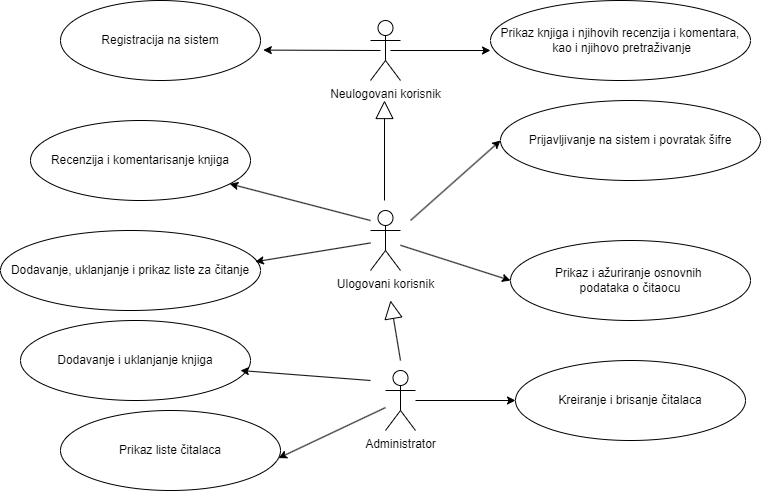 Registracija na sistem
Prikaz knjiga i njihovih recenzija i komentara,
kao i njihovo pretraživanje
Neulogovani korisnik
Recenzija i komentarisanje knjiga
Prijavljivanje na sistem i povratak šifre
Dodavanje, uklanjanje i prikaz liste za čitanje
Ulogovani korisnik
Prikaz i ažuriranje osnovnih
podataka o čitaocu
Dodavanje i uklanjanje knjiga
Kreiranje i brisanje čitalaca
Administrator
Prikaz liste čitalaca